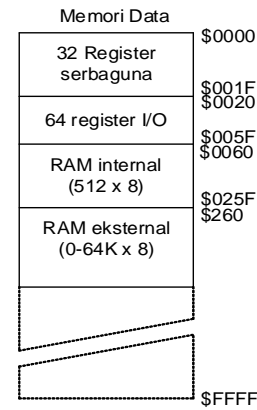 Memori Data
$0000
32 Register
serbaguna
$001F
$0020
64 register I/O
$005F
$0060
RAM internal
(512 x 8)
$025F
$260
RAM eksternal
(0-64K x 8)
$FFFF